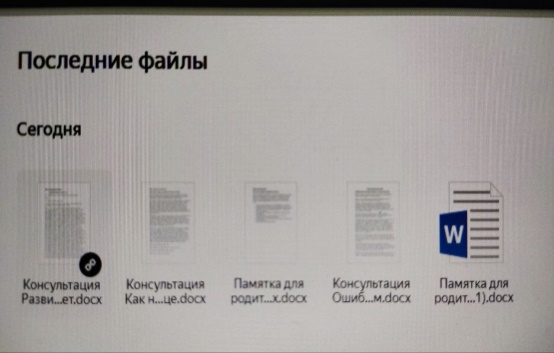 Последние файлы
Сегодня
Консультация
Разви...ет.docx
Консультация
Как н...це.docx
Памятка для
родит...х.docx
Консультация
Ошиб...м.docx
W
Памятка для
родит...1).docx